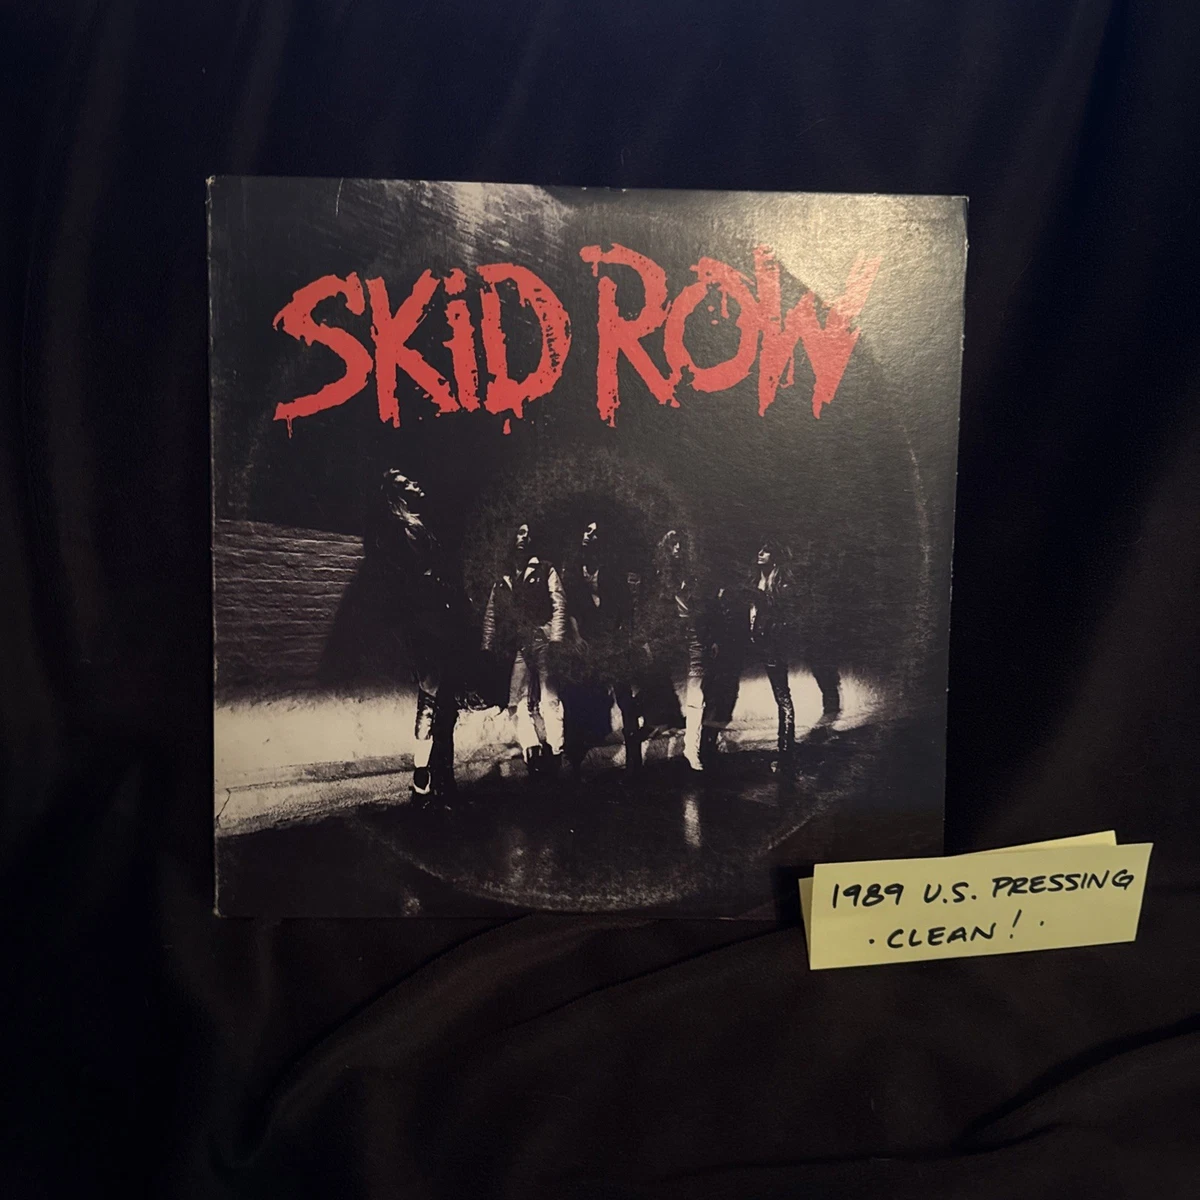 SKiD ROW
1989 U.S. PRESSING
· CLEAN! ·